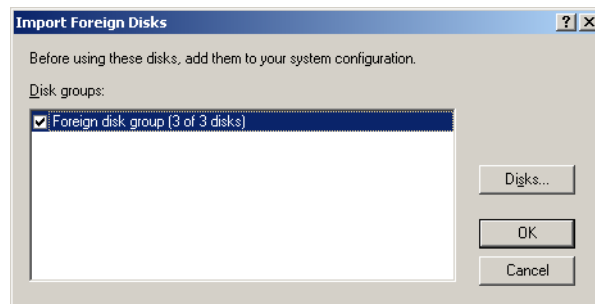 Import Foreign Disks
Before using these disks, add them to your system configuration.
Disk groups:
Foreign disk group (3 of 3 disks)
Disks...
OK
Cancel